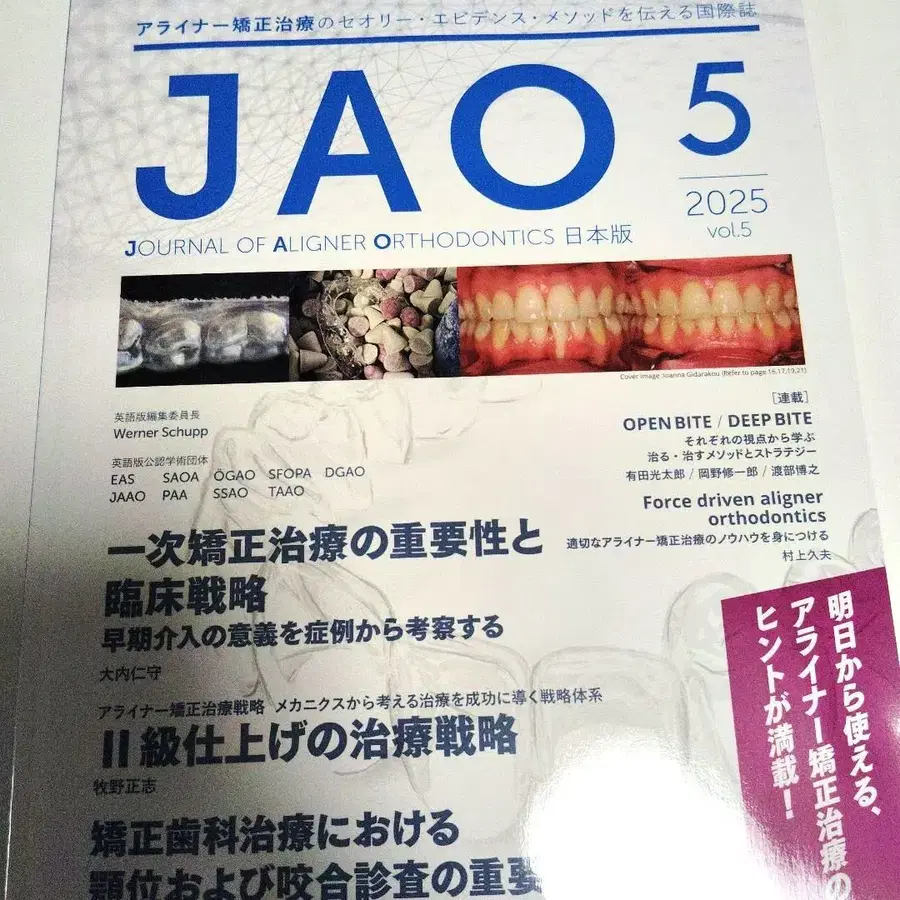 アライナー矯正治療のセオリー・エビデンス・メソッドを伝える国際誌
JAO 5
2025
vol.5
JOURNAL OF ALIGNER ORTHODONTICS 日本版
Cover image: Ioanna Gidarakou (Refer to page 16,17,19,21)
英語版編集委員長
Werner Schupp
英語版公認学術団体
EAS SAOA ÖGAO SFOPA DGAO
JAAO PAA SSAO TAAO
[連載]
OPEN BITE / DEEP BITE
それぞれの視点から学ぶ
治る・治すメソッドとストラテジー
有田光太郎 / 岡野修一郎 / 渡部博之
Force driven aligner
orthodontics
適切なアライナー矯正治療のノウハウを身につける
村上久夫
一次矯正治療の重要性と
臨床戦略
早期介入の意義を症例から考察する
大内仁守
アライナー矯正治療戦略 メカニクスから考える治療を成功に導く戦略体系
II級仕上げの治療戦略
牧野正志
矯正歯科治療における
顎位および咬合診査の重要
明日から使える、
アライナー矯正治療の
ヒントが満載!